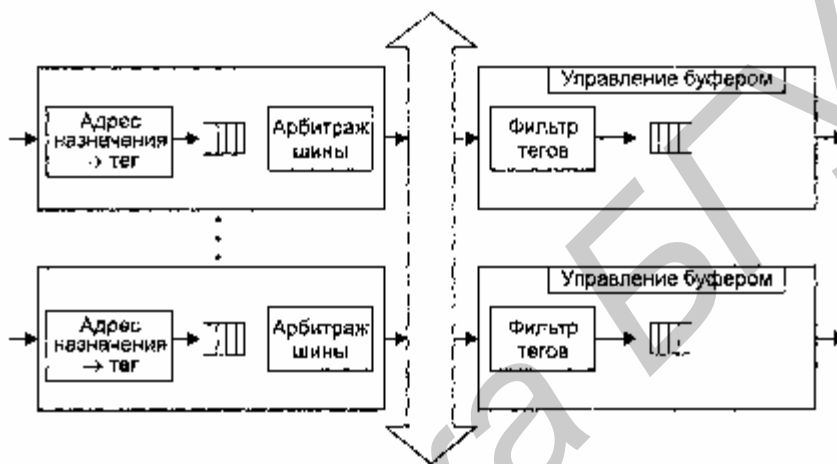 Управление буфером
Адрес
назначения
→ тег
Арбитраж
шины
Фильтр
тегов
Управление буфером
Адрес
назначения
→ тег
Арбитраж
шины
Фильтр
тегов